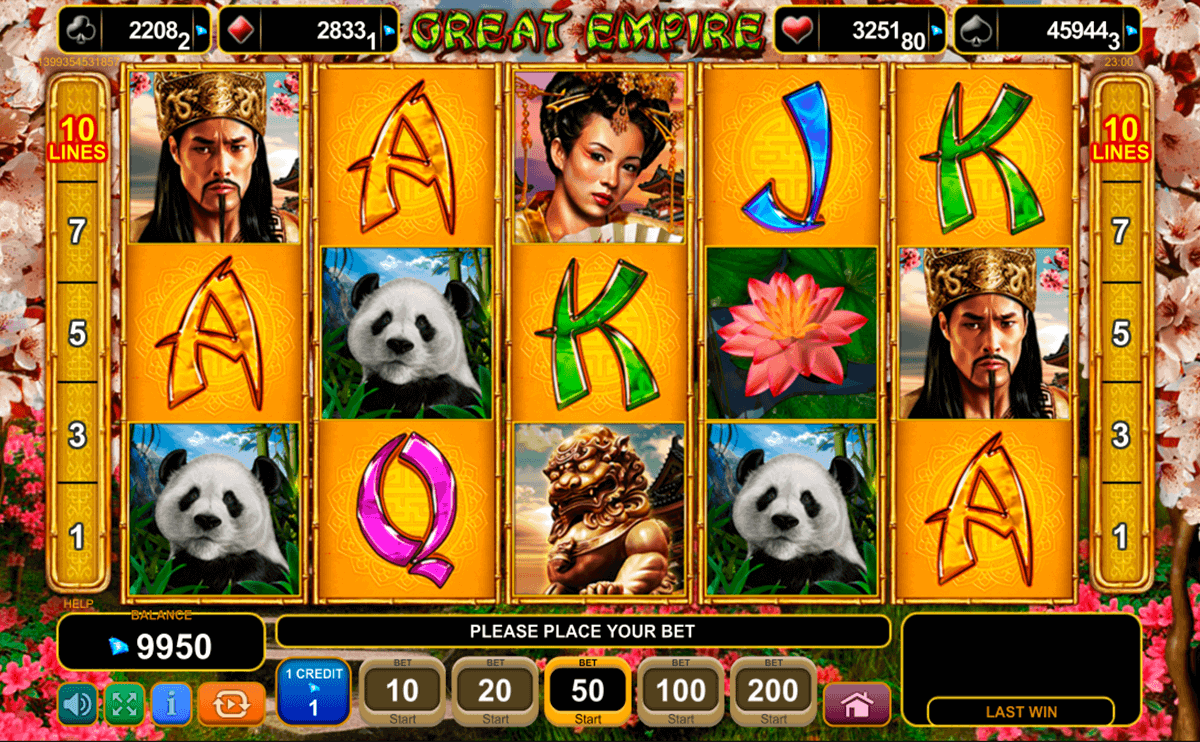 2208 2
2833 1
GREAT EMPIRE
3251 80
45944 3
1399354531857
23:00
10
LINES
7
5
3
1
10
LINES
7
5
3
1
A
J
K
A
K
Q
A
HELP
BALANCE
9950
PLEASE PLACE YOUR BET
1 CREDIT
1
BET
10
Start
BET
20
Start
BET
50
Start
BET
100
Start
BET
200
Start
i
LAST WIN